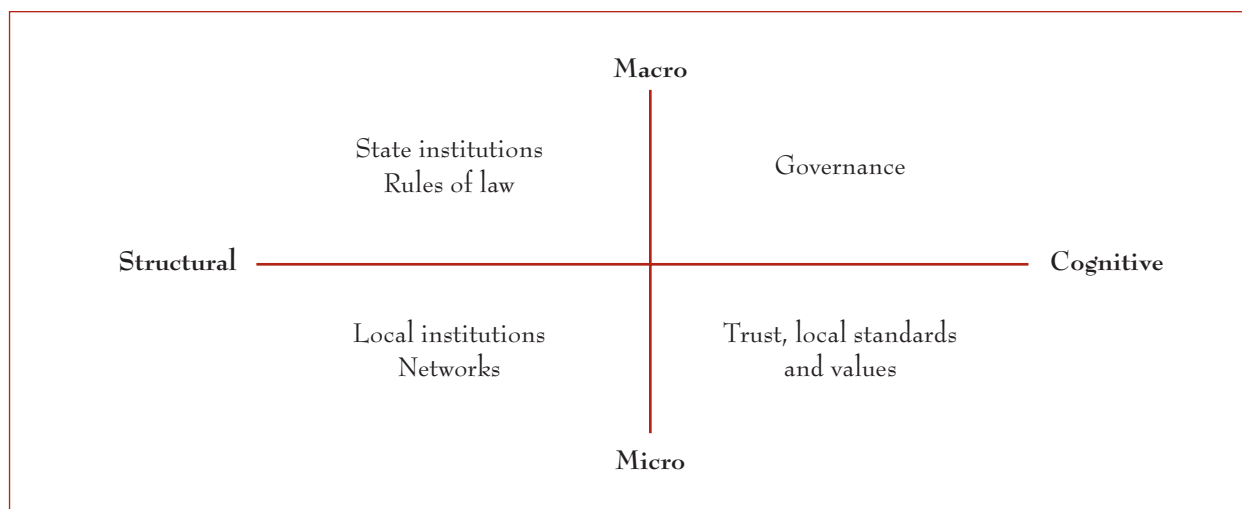 Macro
State institutions
Rules of law
Governance
Structural
Cognitive
Local institutions
Networks
Trust, local standards
and values
Micro